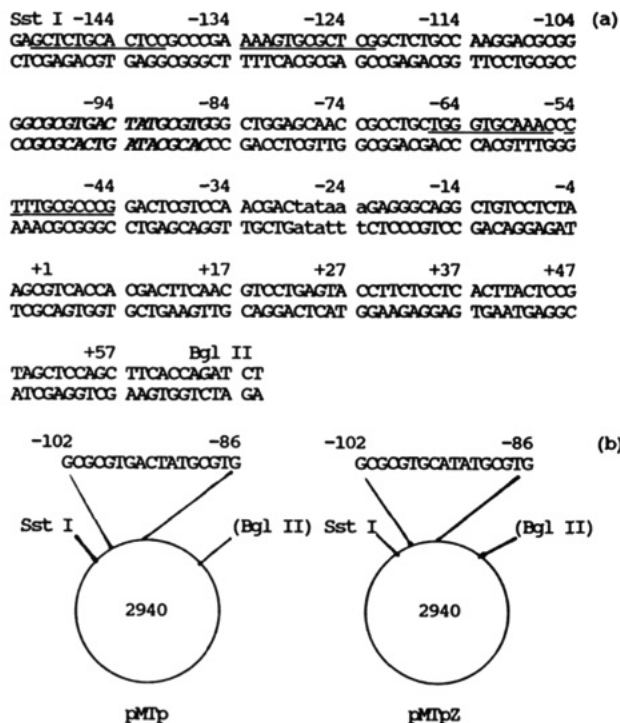 Sst I -144 -134 -124 -114 -104 (a)
GAGCTCTGCA CTCCGCCCGA AAAGTGCGCT CGGCTCTGCC AAGGACGCGG
CTCGAGACGT GAGGCGGGCT TTTCACGCGA GCCGAGACGG TTCCTGCGCC
-94 -84 -74 -64 -54
GGCGCGTGAC TATGCGTGGG CTGGAGCAAC CGCCTGCTGG GTGCAAACCC
CCGCGCACTG ATACGCACCC GACCTCGTTG GCGGACGACC CACGTTTGGG
-44 -34 -24 -14 -4
TTTGCGCCCG GACTCGTCCA ACGACtataa aGAGGGCAGG CTGTCCTCTA
AAACGCGGGC CTGAGCAGGT TGCTGatatt tCTCCCGTCC GACAGGAGAT
+1 +17 +27 +37 +47
AGCGTCACCA CGACTTCAAC GTCCTGAGTA CCTTCTCCTC ACTTACTCCG
TCGCAGTGGT GCTGAAGTTG CAGGACTCAT GGAAGAGGAG TGAATGAGGC
+57 Bgl II
TAGCTCCAGC TTCACCAGAT CT
ATCGAGGTCG AAGTGGTCTA GA
-102 -86 -102 -86 (b)
GCGCGTGACTATGCGTG GCGCGTGCATATGCGTG
Sst I (Bgl II) Sst I (Bgl II)
2940 2940
pMTp pMTpZ